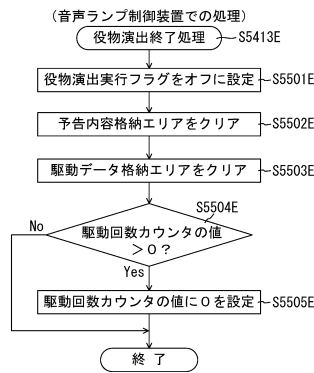 (音声ランプ制御装置での処理)
役物演出終了処理 S5413E
役物演出実行フラグをオフに設定 S5501E
予告内容格納エリアをクリア S5502E
駆動データ格納エリアをクリア S5503E
S5504E
駆動回数カウンタの値
>0?
No
Yes
駆動回数カウンタの値に0を設定 S5505E
終 了